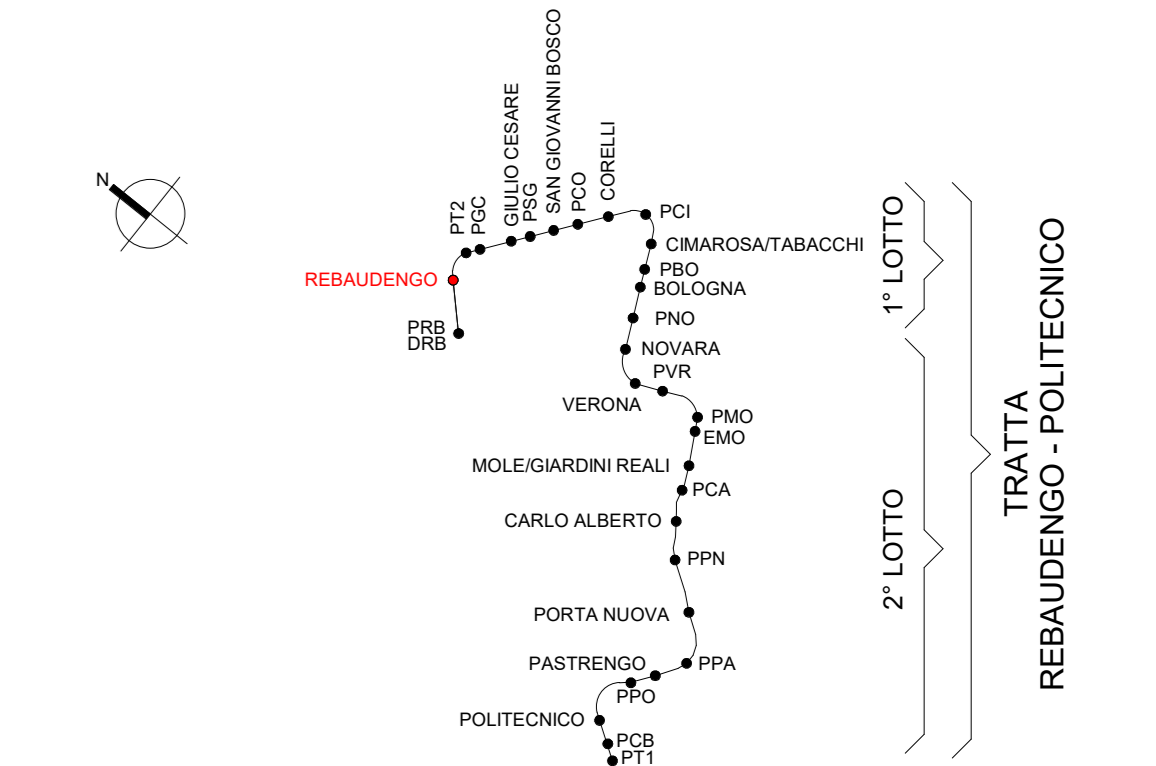 N
PT2
PGC
GIULIO CESARE
PSG
SAN GIOVANNI BOSCO
PCO
CORELLI
PCI
CIMAROSA/TABACCHI
REBAUDENGO
PBO
BOLOGNA
PRB
DRB
PNO
NOVARA
PVR
VERONA
PMO
EMO
MOLE/GIARDINI REALI
PCA
CARLO ALBERTO
PPN
PORTA NUOVA
PASTRENGO
PPA
PPO
POLITECNICO
PCB
PT1
1° LOTTO
2° LOTTO
TRATTA
REBAUDENGO - POLITECNICO